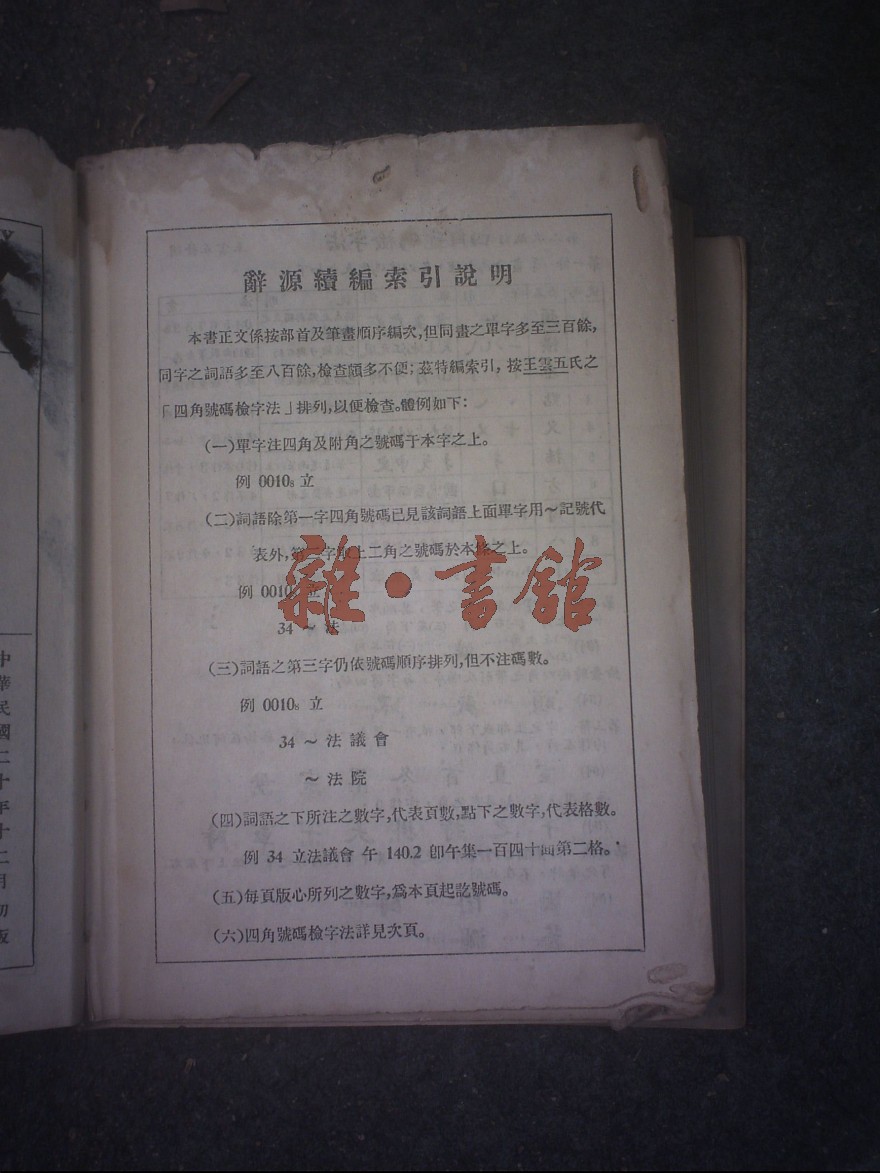 辭源續編索引說明
本書正文係按部首及筆畫順序編次,但同畫之單字多至三百餘,
同字之詞語多至八百餘,檢查頗多不便;茲特編索引,按王雲五氏之
「四角號碼檢字法」排列,以便檢查。體例如下:
(一)單字注四角及附角之號碼于本字之上。
例 0010₈ 立
(二)詞語除第一字四角號碼已見該詞語上面單字用～記號代
表外,第二字取上二角之號碼於本條之上。
例 0010₈ 立
34 ～ 法
(三)詞語之第三字仍依號碼順序排列,但不注碼數。
例 0010₈ 立
34 ～ 法 議 會
～ 法 院
(四)詞語之下所注之數字,代表頁數,點下之數字,代表格數。
例 34 立法議會 午 140.2 卽午集一百四十面第二格。
(五)每頁版心所列之數字,爲本頁起訖號碼。
(六)四角號碼檢字法詳見次頁。
雜・書館
中華民國二十年十二月初版